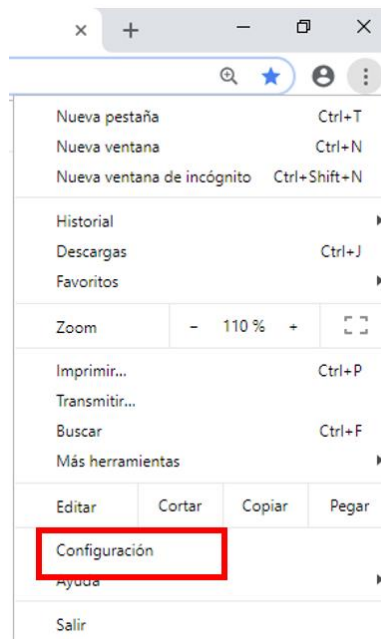 Nueva pestaña Ctrl+T
Nueva ventana Ctrl+N
Nueva ventana de incógnito Ctrl+Shift+N
Historial
Descargas Ctrl+J
Favoritos
Zoom - 110 % +
Imprimir... Ctrl+P
Transmitir...
Buscar Ctrl+F
Más herramientas
Editar Cortar Copiar Pegar
Configuración
Ayuda
Salir